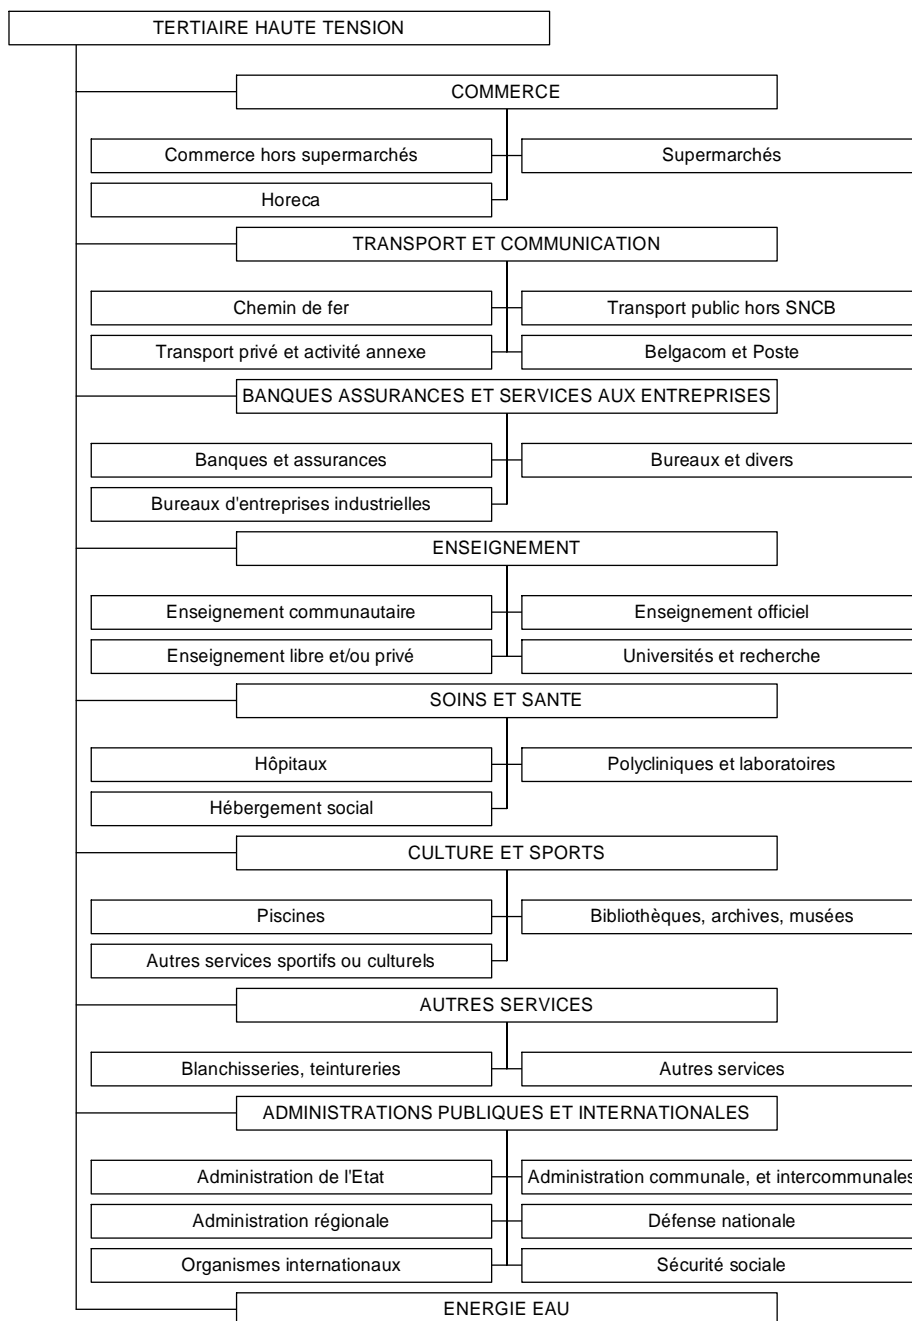 TERTIAIRE HAUTE TENSION
COMMERCE
Commerce hors supermarchés
Supermarchés
Horeca
TRANSPORT ET COMMUNICATION
Chemin de fer
Transport public hors SNCB
Transport privé et activité annexe
Belgacom et Poste
BANQUES ASSURANCES ET SERVICES AUX ENTREPRISES
Banques et assurances
Bureaux et divers
Bureaux d'entreprises industrielles
ENSEIGNEMENT
Enseignement communautaire
Enseignement officiel
Enseignement libre et/ou privé
Universités et recherche
SOINS ET SANTE
Hôpitaux
Polycliniques et laboratoires
Hébergement social
CULTURE ET SPORTS
Piscines
Bibliothèques, archives, musées
Autres services sportifs ou culturels
AUTRES SERVICES
Blanchisseries, teintureries
Autres services
ADMINISTRATIONS PUBLIQUES ET INTERNATIONALES
Administration de l'Etat
Administration communale, et intercommunales
Administration régionale
Défense nationale
Organismes internationaux
Sécurité sociale
ENERGIE EAU